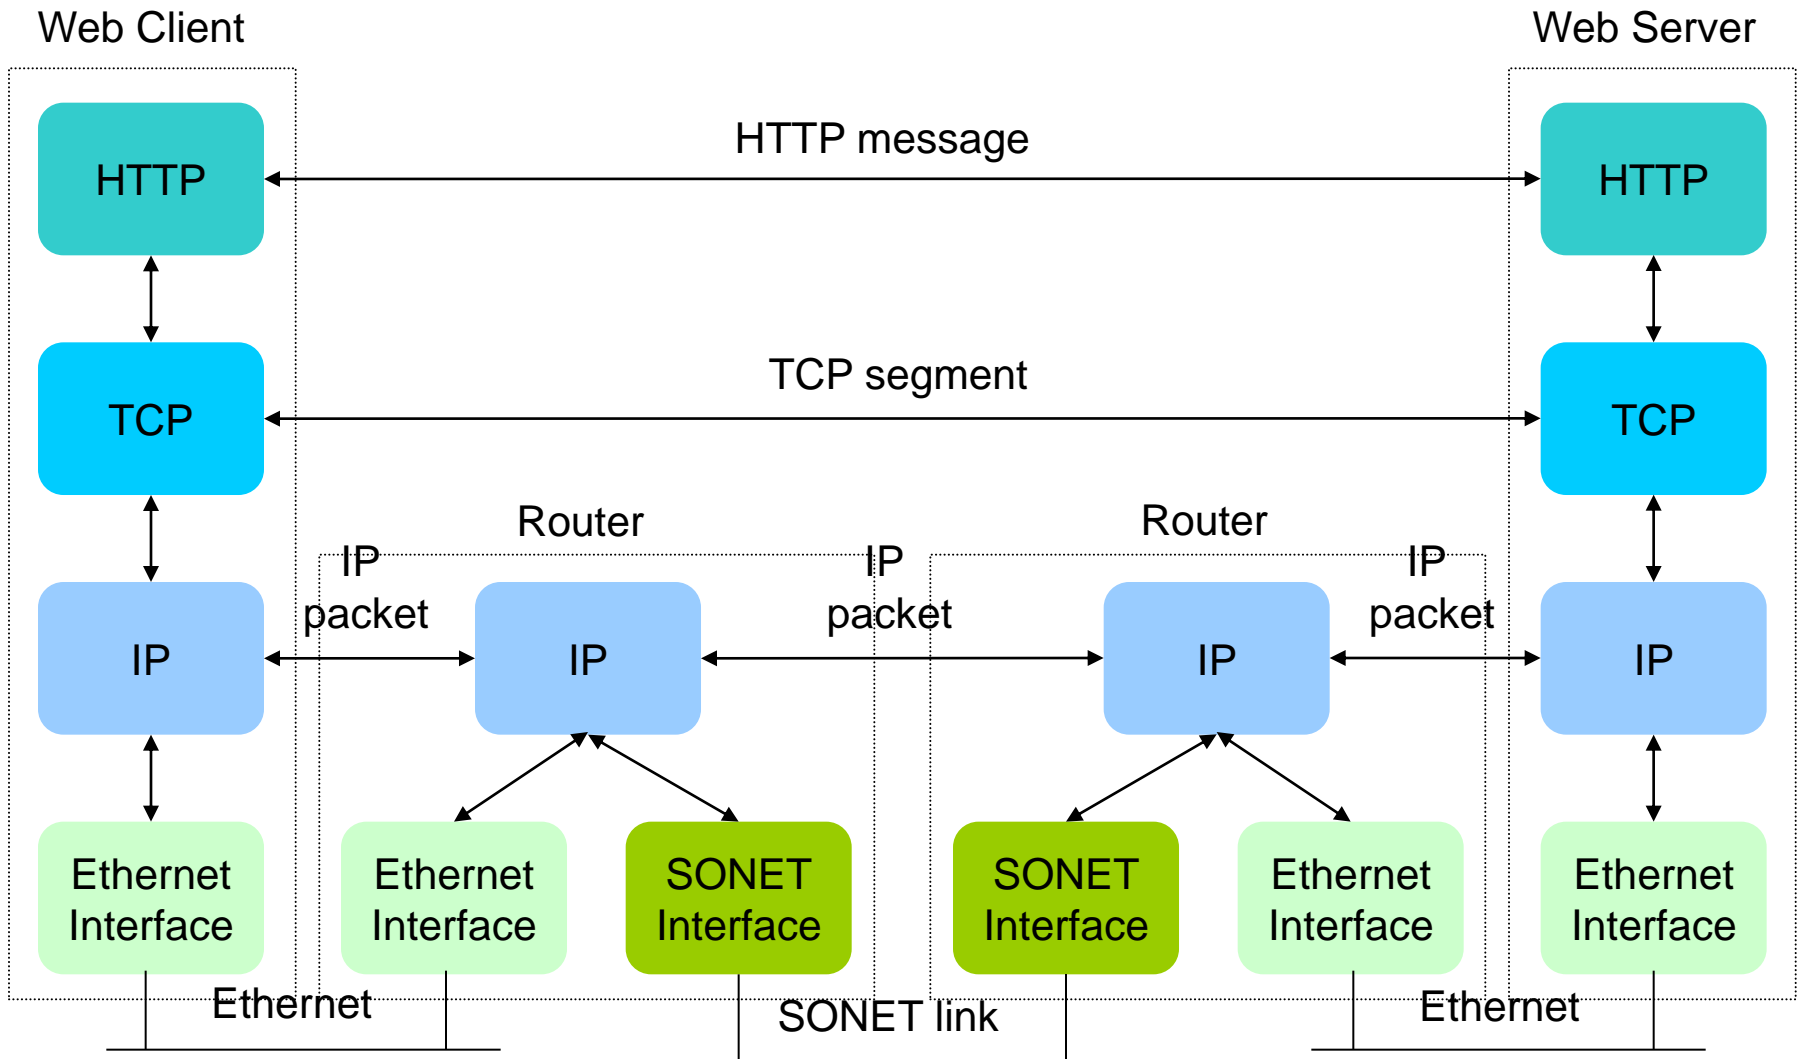 Web Client
Web Server
HTTP
HTTP message
HTTP
TCP
TCP segment
TCP
Router
Router
IP
packet
IP
packet
IP
packet
IP
IP
IP
IP
Ethernet
Interface
Ethernet
Interface
SONET
Interface
SONET
Interface
Ethernet
Interface
Ethernet
Interface
Ethernet
SONET link
Ethernet